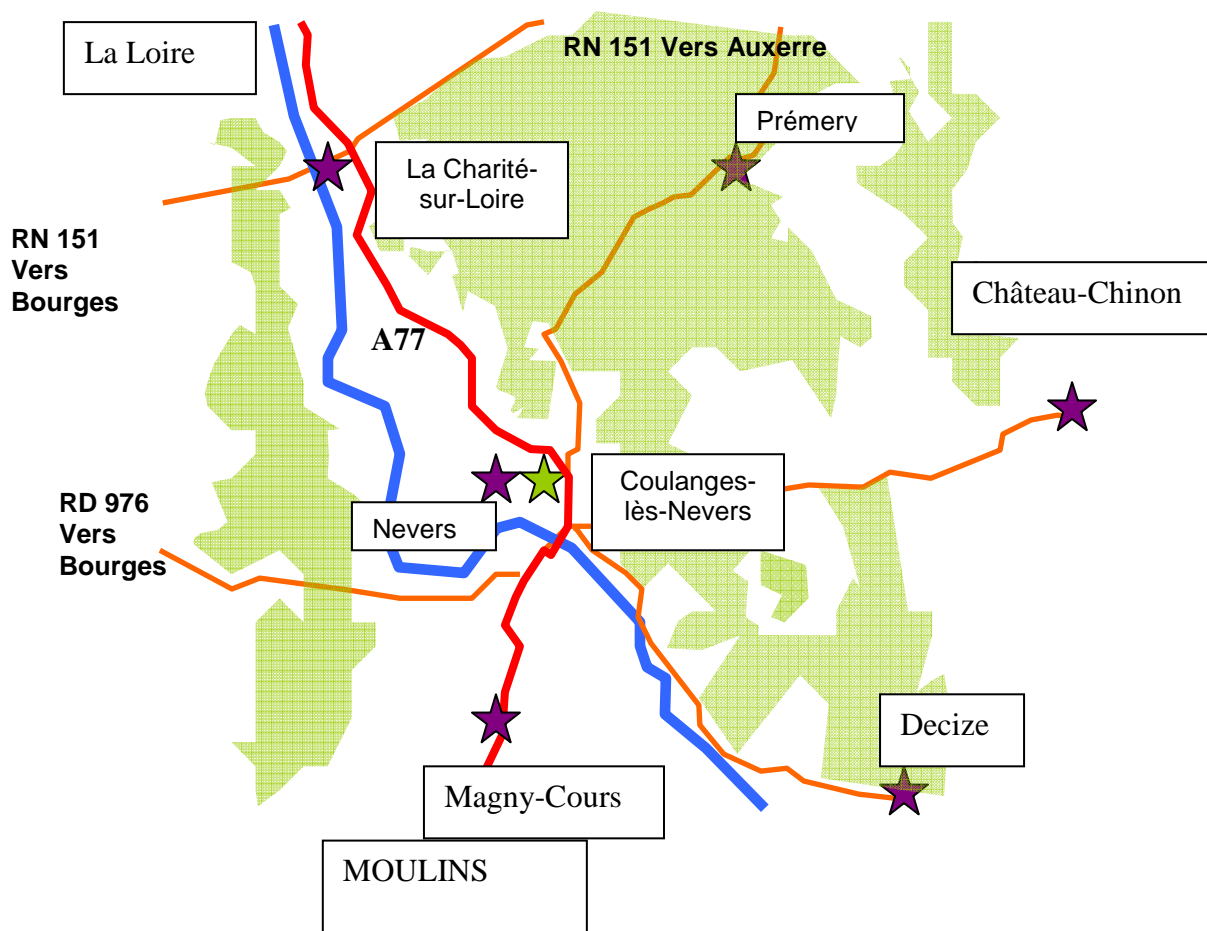 La Loire
RN 151 Vers Auxerre
Prémery
La Charité-
sur-Loire
RN 151
Vers
Bourges
Château-Chinon
A77
Coulanges-
lès-Nevers
RD 976
Vers
Bourges
Nevers
Decize
Magny-Cours
MOULINS